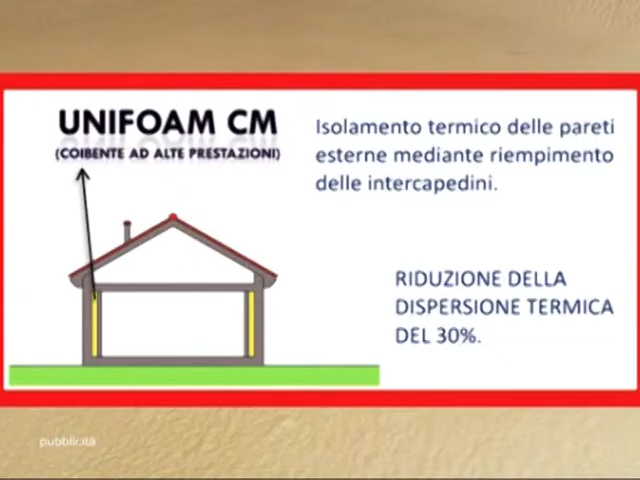 UNIFOAM CM
(COIBENTE AD ALTE PRESTAZIONI)
Isolamento termico delle pareti
esterne mediante riempimento
delle intercapedini.
RIDUZIONE DELLA
DISPERSIONE TERMICA
DEL 30%.
pubblicità